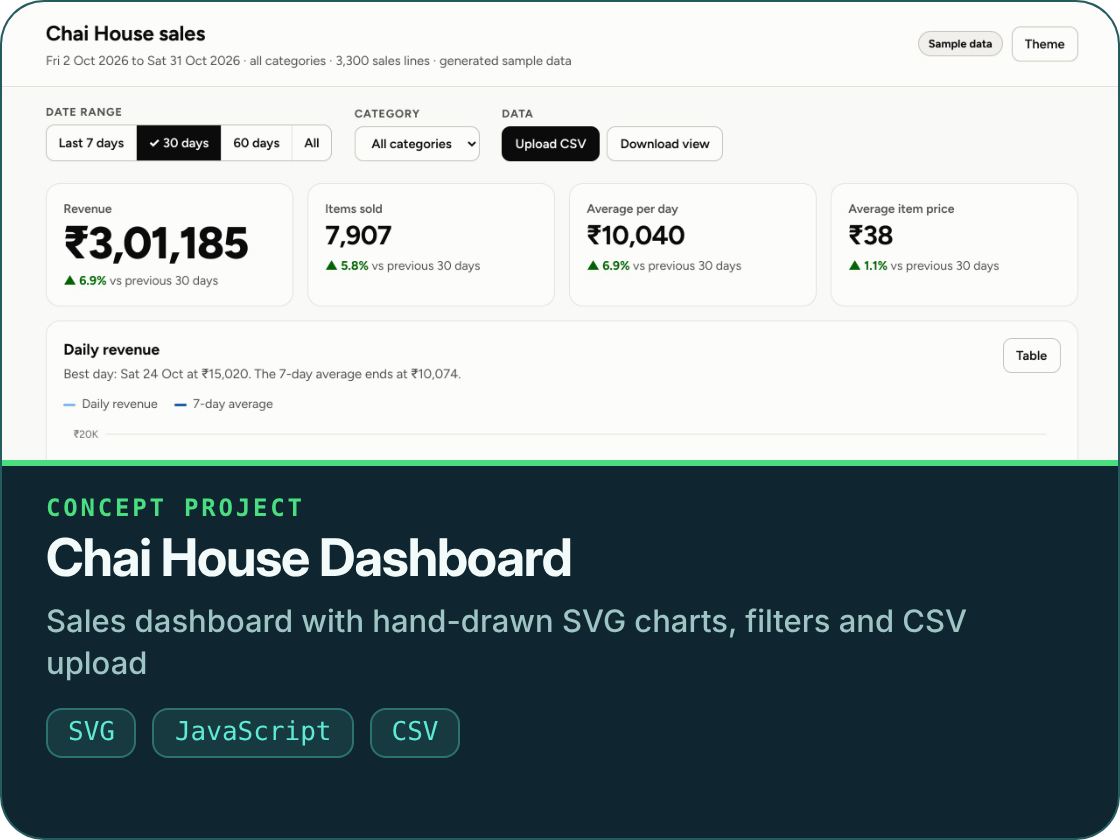 Chai House sales
Fri 2 Oct 2026 to Sat 31 Oct 2026 · all categories · 3,300 sales lines · generated sample data
Sample data
Theme
DATE RANGE
CATEGORY
DATA
Last 7 days
✓ 30 days
60 days
All
All categories
Upload CSV
Download view
Revenue
₹3,01,185
▲ 6.9% vs previous 30 days
Items sold
7,907
▲ 5.8% vs previous 30 days
Average per day
₹10,040
▲ 6.9% vs previous 30 days
Average item price
₹38
▲ 1.1% vs previous 30 days
Daily revenue
Best day: Sat 24 Oct at ₹15,020. The 7-day average ends at ₹10,074.
Table
Daily revenue
7-day average
₹20K
CONCEPT PROJECT
Chai House Dashboard
Sales dashboard with hand-drawn SVG charts, filters and CSV
upload
SVG
JavaScript
CSV